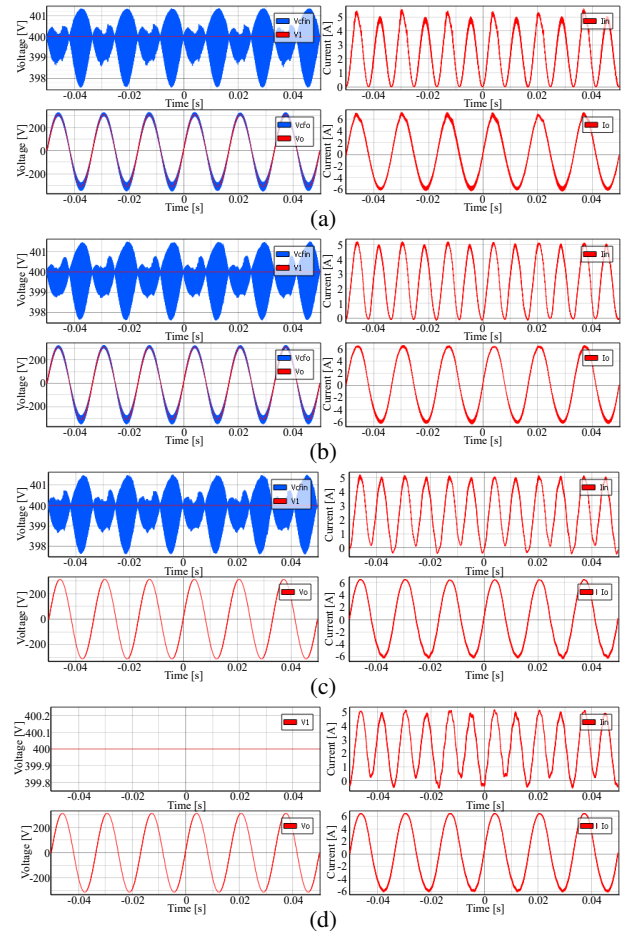 Voltage [V]
401
400
399
398
Vcfin
V1
-0.04 -0.02 0 0.02 0.04
Time [s]
Current [A]
5
4
3
2
1
0
Iin
-0.04 -0.02 0 0.02 0.04
Time [s]
Voltage [V]
200
0
-200
Vcfo
Vo
-0.04 -0.02 0 0.02 0.04
Time [s]
Current [A]
6
4
2
0
-2
-4
-6
Io
-0.04 -0.02 0 0.02 0.04
Time [s]
(a)
Voltage [V]
401
400
399
398
Vcfin
V1
-0.04 -0.02 0 0.02 0.04
Time [s]
Current [A]
5
4
3
2
1
0
Iin
-0.04 -0.02 0 0.02 0.04
Time [s]
Voltage [V]
200
0
-200
Vcfo
Vo
-0.04 -0.02 0 0.02 0.04
Time [s]
Current [A]
6
4
2
0
-2
-4
-6
Io
-0.04 -0.02 0 0.02 0.04
Time [s]
(b)
Voltage [V]
401
400
399
398
Vcfin
V1
-0.04 -0.02 0 0.02 0.04
Time [s]
Current [A]
5
4
3
2
1
0
Iin
-0.04 -0.02 0 0.02 0.04
Time [s]
Voltage [V]
200
0
-200
Vo
-0.04 -0.02 0 0.02 0.04
Time [s]
Current [A]
6
4
2
0
-2
-4
-6
Io
-0.04 -0.02 0 0.02 0.04
Time [s]
(c)
Voltage [V]
400.2
400.1
400
399.9
399.8
V1
-0.04 -0.02 0 0.02 0.04
Time [s]
Current [A]
5
4
3
2
1
0
Iin
-0.04 -0.02 0 0.02 0.04
Time [s]
Voltage [V]
200
0
-200
Vo
-0.04 -0.02 0 0.02 0.04
Time [s]
Current [A]
6
4
2
0
-2
-4
-6
Io
-0.04 -0.02 0 0.02 0.04
Time [s]
(d)